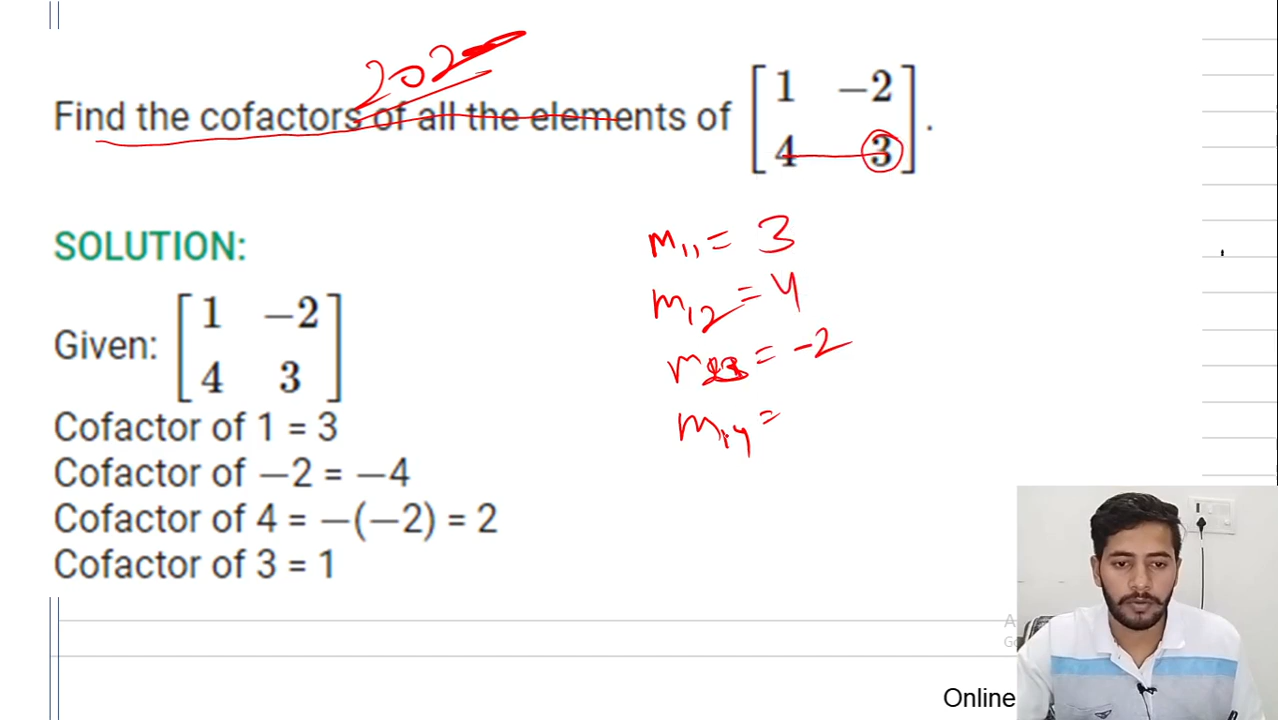 202
Find the cofactors of all the elements of [1 −2
4 3].
SOLUTION:
Given: [1 −2
4 3]
Cofactor of 1 = 3
Cofactor of −2 = −4
Cofactor of 4 = −(−2) = 2
Cofactor of 3 = 1
m11 = 3
m12 = 4
= -2
m14 =
Online